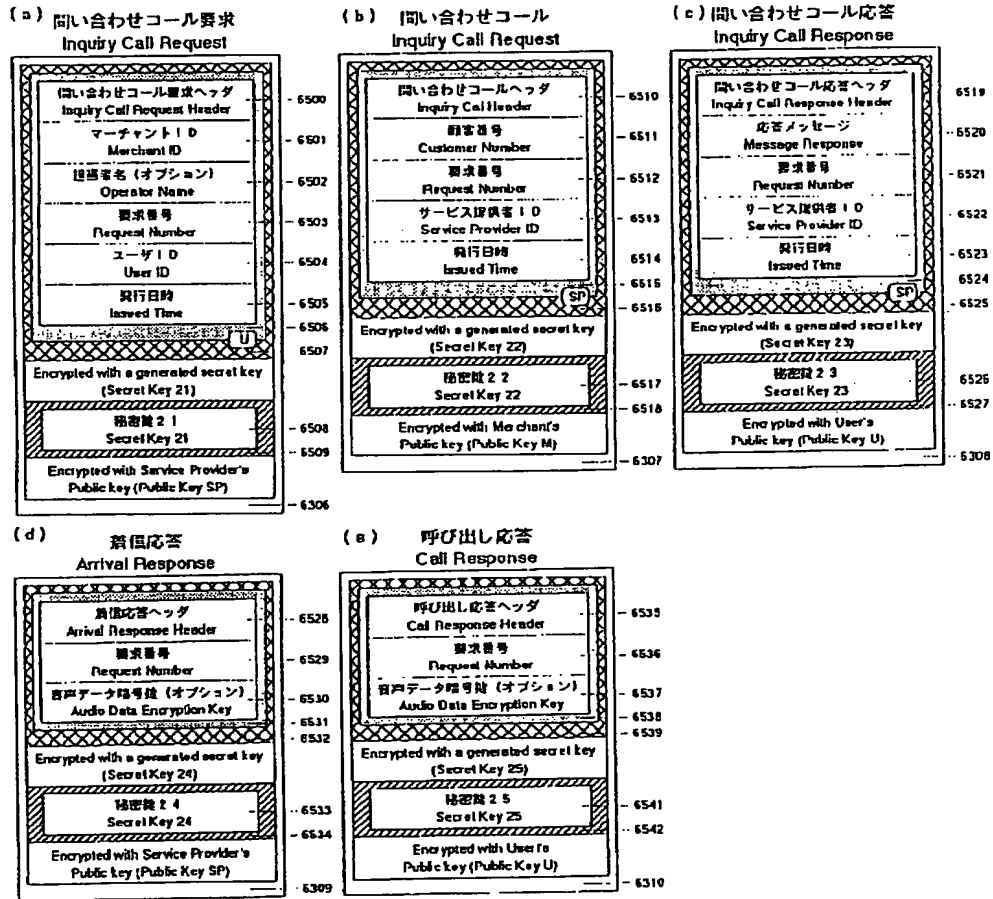 (a) 問い合わせコール要求
Inquiry Call Request
問い合わせコール要求ヘッダ
Inquiry Call Request Header
6500
マーチャントID
Merchant ID
6501
担当者名(オプション)
Operator Name
6502
要求番号
Request Number
6503
ユーザID
User ID
6504
発行日時
Issued Time
6505
6506
U
6507
Encrypted with a generated secret key
(Secret Key 21)
秘密鍵21
Secret Key 21
6508
6509
Encrypted with Service Provider's
Public key (Public Key SP)
6306
(b) 問い合わせコール
Inquiry Call Request
問い合わせコールヘッダ
Inquiry Call Header
6510
顧客番号
Customer Number
6511
要求番号
Request Number
6512
サービス提供者ID
Service Provider ID
6513
発行日時
Issued Time
6514
6515
SP
6516
Encrypted with a generated secret key
(Secret Key 22)
秘密鍵22
Secret Key 22
6517
6518
Encrypted with Merchant's
Public key (Public Key M)
6307
(c) 問い合わせコール応答
Inquiry Call Response
問い合わせコール応答ヘッダ
Inquiry Call Response Header
6519
応答メッセージ
Message Response
6520
要求番号
Request Number
6521
サービス提供者ID
Service Provider ID
6522
発行日時
Issued Time
6523
6524
SP
6525
Encrypted with a generated secret key
(Secret Key 23)
秘密鍵23
Secret Key 23
6526
6527
Encrypted with User's
Public key (Public Key U)
6308
(d) 着信応答
Arrival Response
着信応答ヘッダ
Arrival Response Header
6528
要求番号
Request Number
6529
音声データ暗号鍵(オプション)
Audio Data Encryption Key
6530
6531
6532
Encrypted with a generated secret key
(Secret Key 24)
秘密鍵24
Secret Key 24
6533
6534
Encrypted with Service Provider's
Public key (Public Key SP)
6309
(e) 呼び出し応答
Call Response
呼び出し応答ヘッダ
Call Response Header
6535
要求番号
Request Number
6536
音声データ暗号鍵(オプション)
Audio Data Encryption Key
6537
6538
6539
Encrypted with a generated secret key
(Secret Key 25)
秘密鍵25
Secret Key 25
6541
6542
Encrypted with User's
Public key (Public Key U)
6310